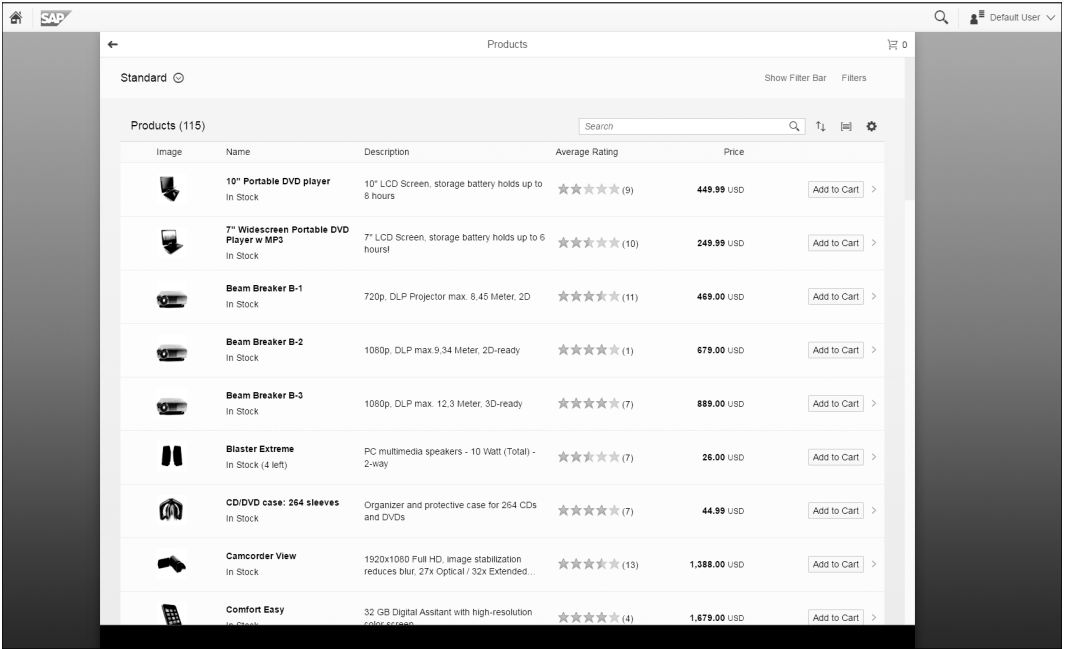 SAP
Default User
Products
0
Standard
Show Filter Bar Filters
Products (115)
Search
Image Name Description Average Rating Price
10" Portable DVD player
In Stock
10" LCD Screen, storage battery holds up to
8 hours
(9)
449.99 USD
Add to Cart
7" Widescreen Portable DVD
Player w MP3
In Stock
7" LCD Screen, storage battery holds up to 6
hours!
(10)
249.99 USD
Add to Cart
Beam Breaker B-1
In Stock
720p, DLP Projector max. 8,45 Meter, 2D
(11)
469.00 USD
Add to Cart
Beam Breaker B-2
In Stock
1080p, DLP max.9,34 Meter, 2D-ready
(1)
679.00 USD
Add to Cart
Beam Breaker B-3
In Stock
1080p, DLP max. 12,3 Meter, 3D-ready
(7)
889.00 USD
Add to Cart
Blaster Extreme
In Stock (4 left)
PC multimedia speakers - 10 Watt (Total) -
2-way
(7)
26.00 USD
Add to Cart
CD/DVD case: 264 sleeves
In Stock
Organizer and protective case for 264 CDs
and DVDs
(7)
44.99 USD
Add to Cart
Camcorder View
In Stock
1920x1080 Full HD, image stabilization
reduces blur, 27x Optical / 32x Extended...
(13)
1,388.00 USD
Add to Cart
Comfort Easy
In Stock
32 GB Digital Assitant with high-resolution
color screen
(4)
1,679.00 USD
Add to Cart